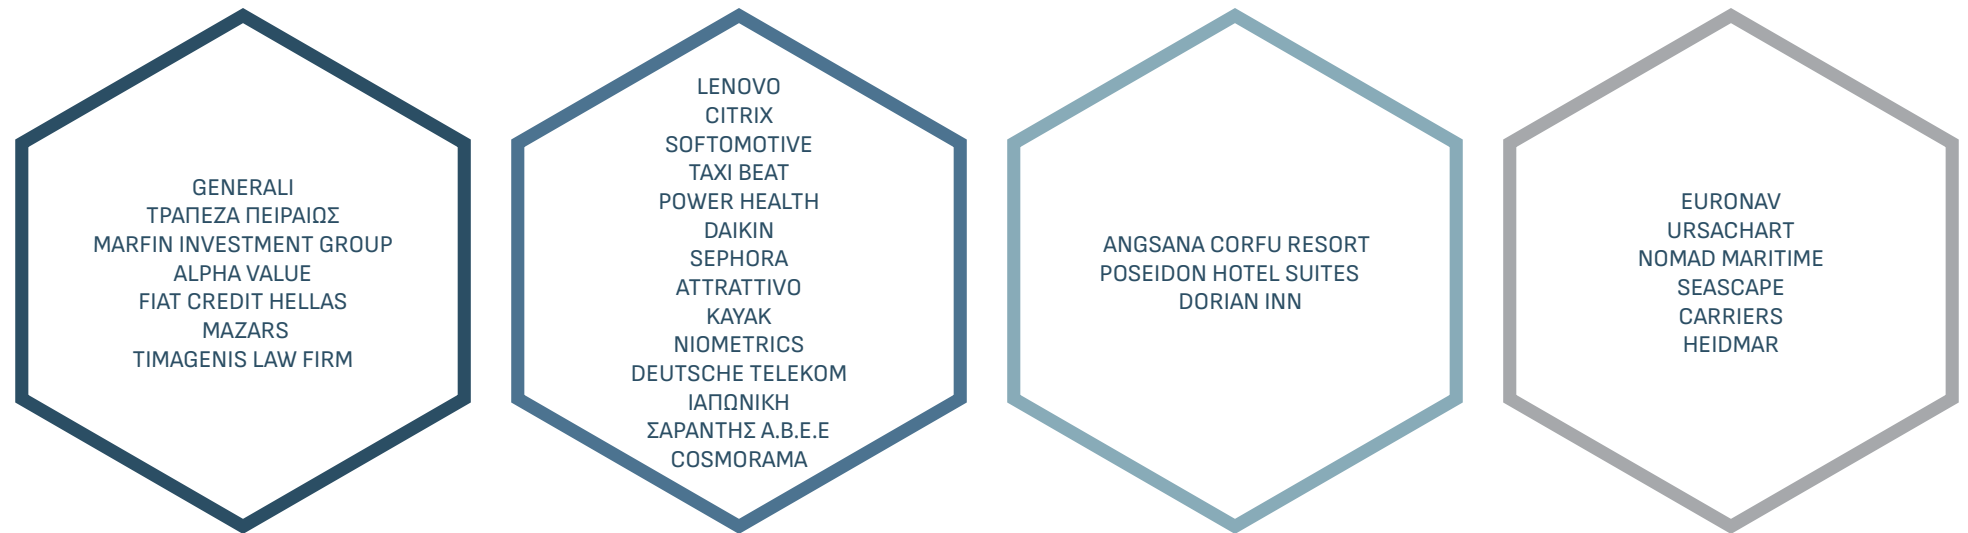 GENERALI
ΤΡΑΠΕΖΑ ΠΕΙΡΑΙΩΣ
MARFIN INVESTMENT GROUP
ALPHA VALUE
FIAT CREDIT HELLAS
MAZARS
TIMAGENIS LAW FIRM
LENOVO
CITRIX
SOFTOMOTIVE
TAXI BEAT
POWER HEALTH
DAIKIN
SEPHORA
ATTRATTIVO
KAYAK
NIOMETRICS
DEUTSCHE TELEKOM
ΙΑΠΩΝΙΚΗ
ΣΑΡΑΝΤΗΣ Α.Β.Ε.Ε
COSMORAMA
ANGSANA CORFU RESORT
POSEIDON HOTEL SUITES
DORIAN INN
EURONAV
URSACHART
NOMAD MARITIME
SEASCAPE
CARRIERS
HEIDMAR